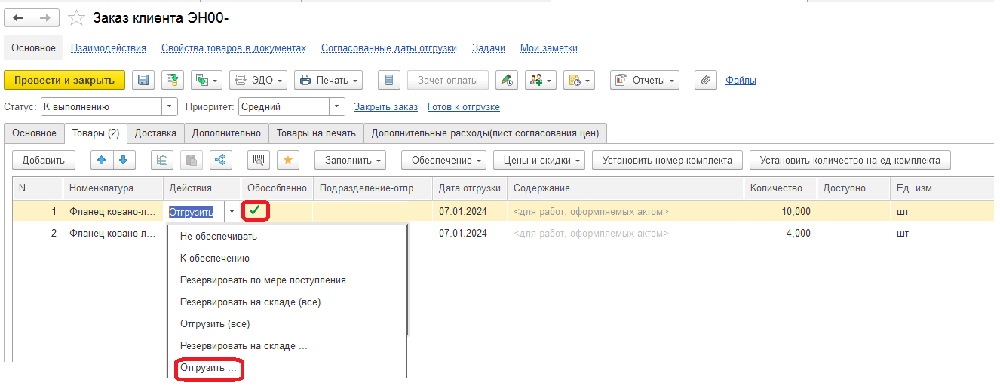 Заказ клиента ЭН00-
Основное Взаимодействия Свойства товаров в документах Согласованные даты отгрузки Задачи Мои заметки
Провести и закрыть ЭДО Печать Зачет оплаты Отчеты Файлы
Статус: К выполнению Приоритет: Средний Закрыть заказ Готов к отгрузке
Основное Товары (2) Доставка Дополнительно Товары на печать Дополнительные расходы(лист согласования цен)
Добавить Заполнить Обеспечение Цены и скидки Установить номер комплекта Установить количество на ед комплекта
N Номенклатура Действия Обособленно Подразделение-отпр... Дата отгрузки Содержание Количество Доступно Ед. изм.
1 Фланец ковано-л... Отгрузить 07.01.2024 <для работ, оформляемых актом> 10,000 шт
2 Фланец ковано-л... 07.01.2024 <для работ, оформляемых актом> 4,000 шт
Не обеспечивать
К обеспечению
Резервировать по мере поступления
Резервировать на складе (все)
Отгрузить (все)
Резервировать на складе ...
Отгрузить ...